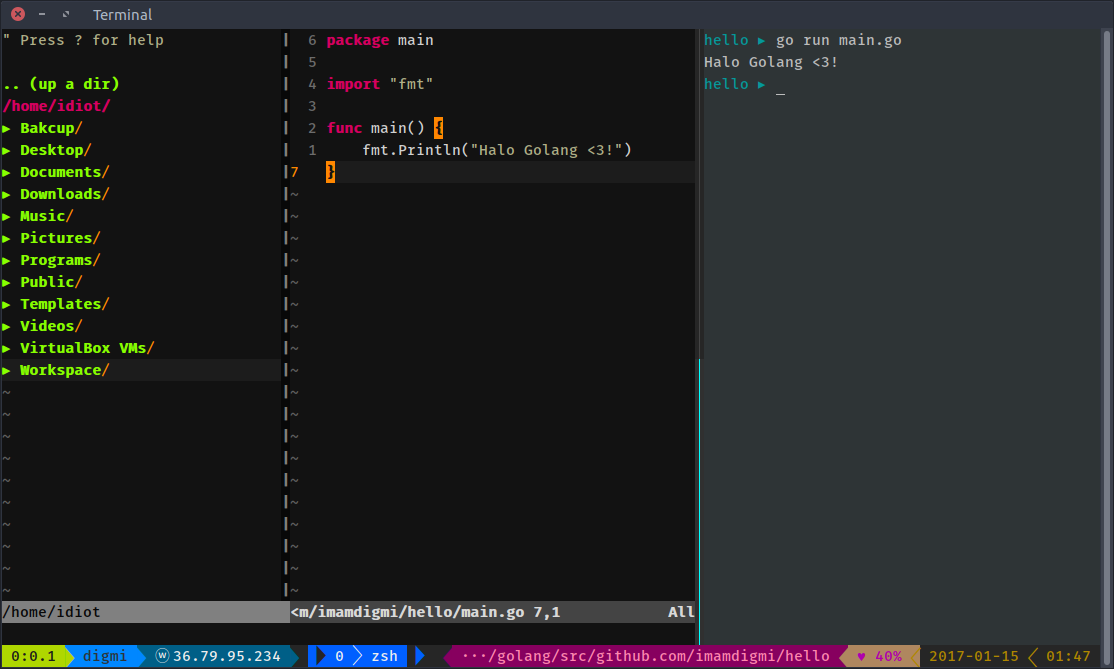 Terminal
" Press ? for help
.. (up a dir)
/home/idiot/
▸ Bakcup/
▸ Desktop/
▸ Documents/
▸ Downloads/
▸ Music/
▸ Pictures/
▸ Programs/
▸ Public/
▸ Templates/
▸ Videos/
▸ VirtualBox VMs/
▸ Workspace/
/home/idiot
6 package main
5
4 import "fmt"
3
2 func main() {
1     fmt.Println("Halo Golang <3!")
7 }
<m/imamdigmi/hello/main.go 7,1 All
hello ▸ go run main.go
Halo Golang <3!
hello ▸ _
0:0.1 digmi ⓦ 36.79.95.234 0 zsh ···/golang/src/github.com/imamdigmi/hello ♥ 40% 2017-01-15 01:47